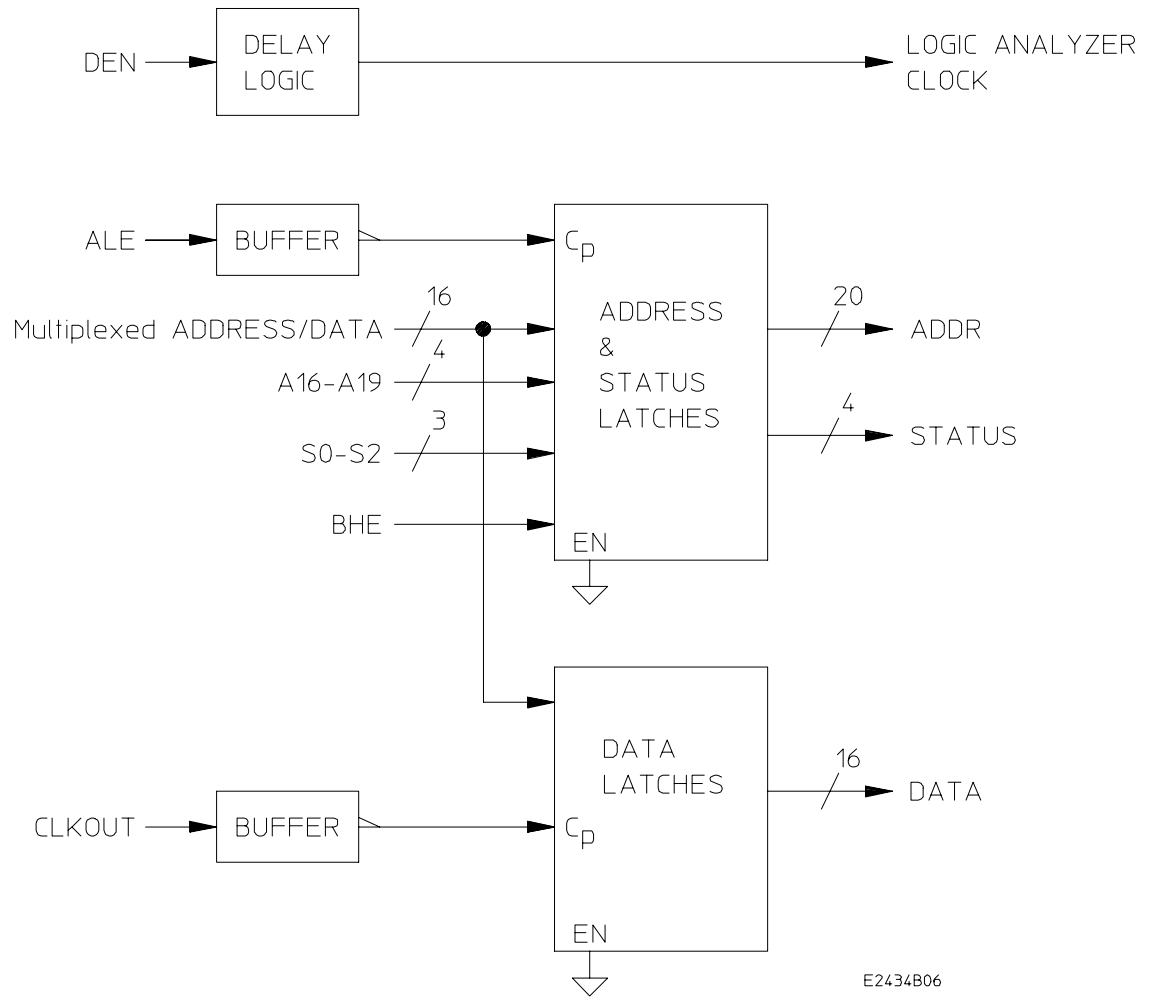 DEN
DELAY
LOGIC
LOGIC ANALYZER
CLOCK
ALE
BUFFER
Cp
16
Multiplexed ADDRESS/DATA
4
A16-A19
3
S0-S2
BHE
ADDRESS
&
STATUS
LATCHES
EN
20
ADDR
4
STATUS
DATA
LATCHES
16
DATA
CLKOUT
BUFFER
Cp
EN
E2434B06